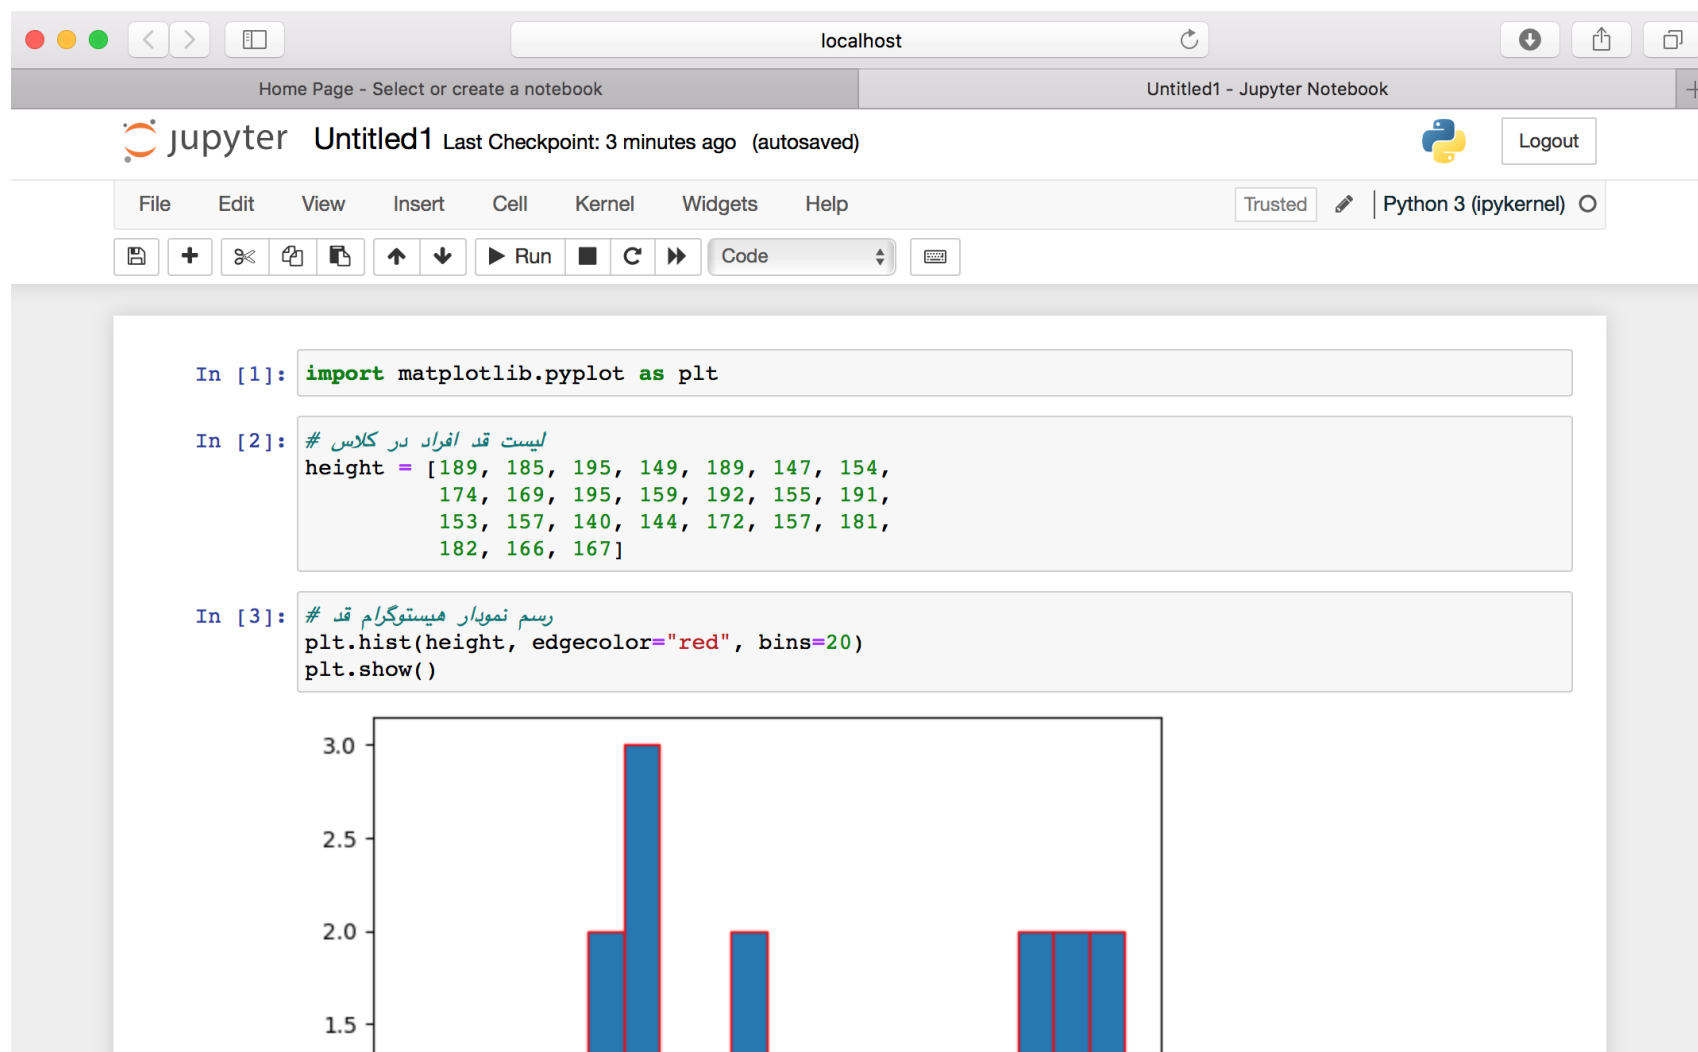 localhost
Home Page - Select or create a notebook
Untitled1 - Jupyter Notebook
jupyter Untitled1 Last Checkpoint: 3 minutes ago (autosaved)
Logout
File Edit View Insert Cell Kernel Widgets Help
Trusted Python 3 (ipykernel)
Run Code
In [1]: import matplotlib.pyplot as plt
In [2]: # لیست قد افراد در کلاس
height = [189, 185, 195, 149, 189, 147, 154,
174, 169, 195, 159, 192, 155, 191,
153, 157, 140, 144, 172, 157, 181,
182, 166, 167]
In [3]: # رسم نمودار هیستوگرام قد
plt.hist(height, edgecolor="red", bins=20)
plt.show()
3.0
2.5
2.0
1.5